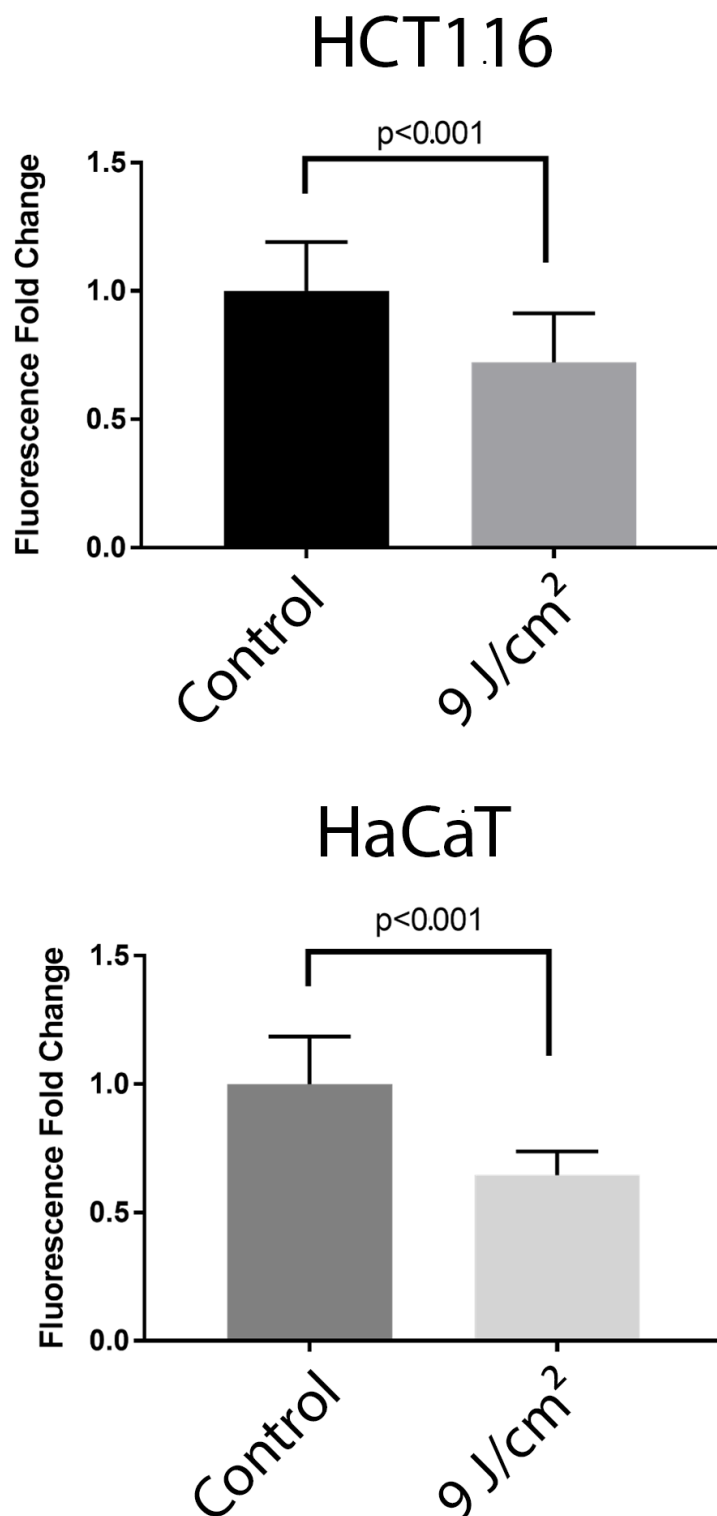 HCT116
p<0.001
Fluorescence Fold Change
1.5
1.0
0.5
0.0
Control
9 J/cm²
HaCaT
p<0.001
Fluorescence Fold Change
1.5
1.0
0.5
0.0
Control
9 J/cm²